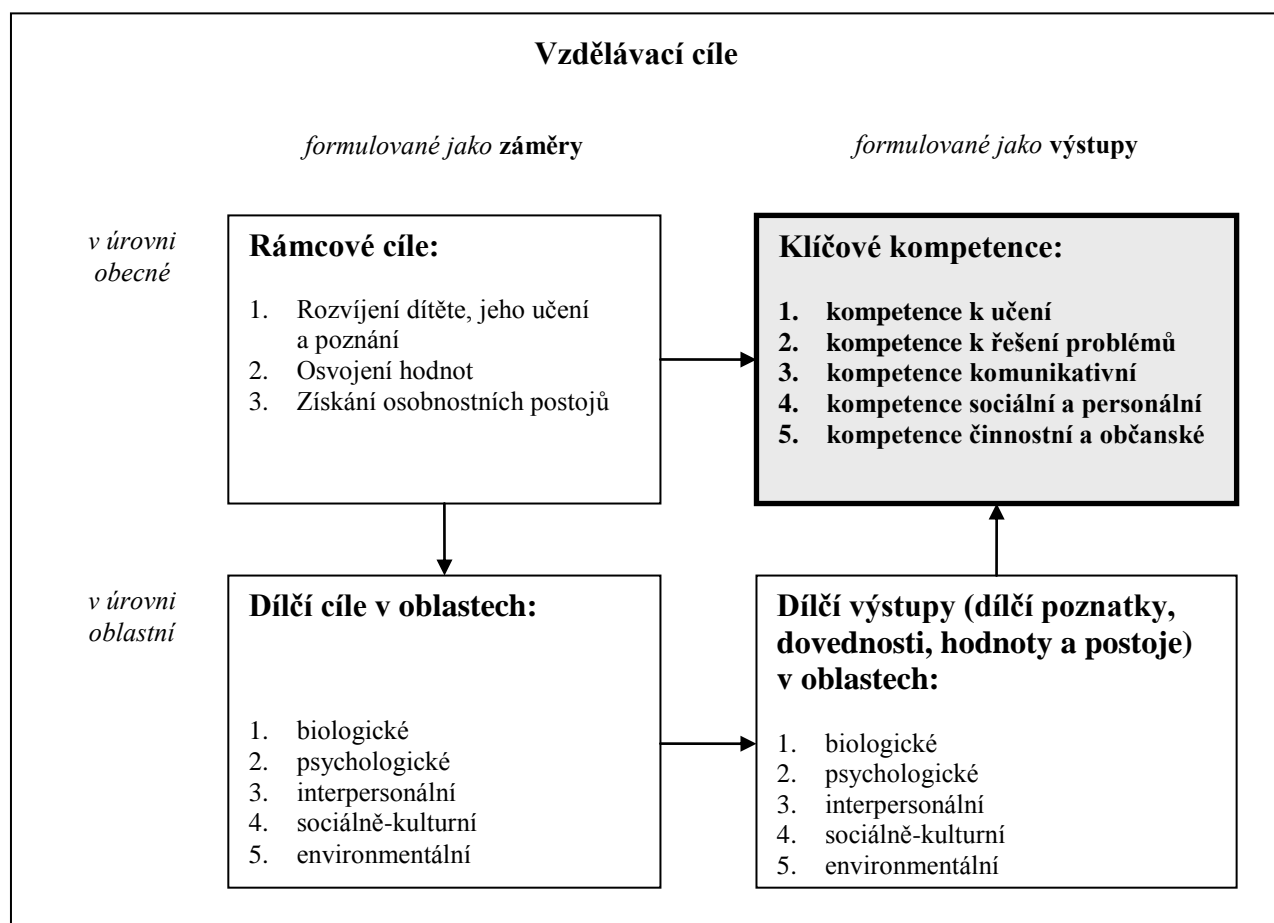 Vzdělávací cíle
formulované jako záměry
formulované jako výstupy
v úrovni
obecné
Rámcové cíle:
1. Rozvíjení dítěte, jeho učení
a poznání
2. Osvojení hodnot
3. Získání osobnostních postojů
Klíčové kompetence:
1. kompetence k učení
2. kompetence k řešení problémů
3. kompetence komunikativní
4. kompetence sociální a personální
5. kompetence činnostní a občanské
v úrovni
oblastní
Dílčí cíle v oblastech:
1. biologické
2. psychologické
3. interpersonální
4. sociálně-kulturní
5. environmentální
Dílčí výstupy (dílčí poznatky,
dovednosti, hodnoty a postoje)
v oblastech:
1. biologické
2. psychologické
3. interpersonální
4. sociálně-kulturní
5. environmentální